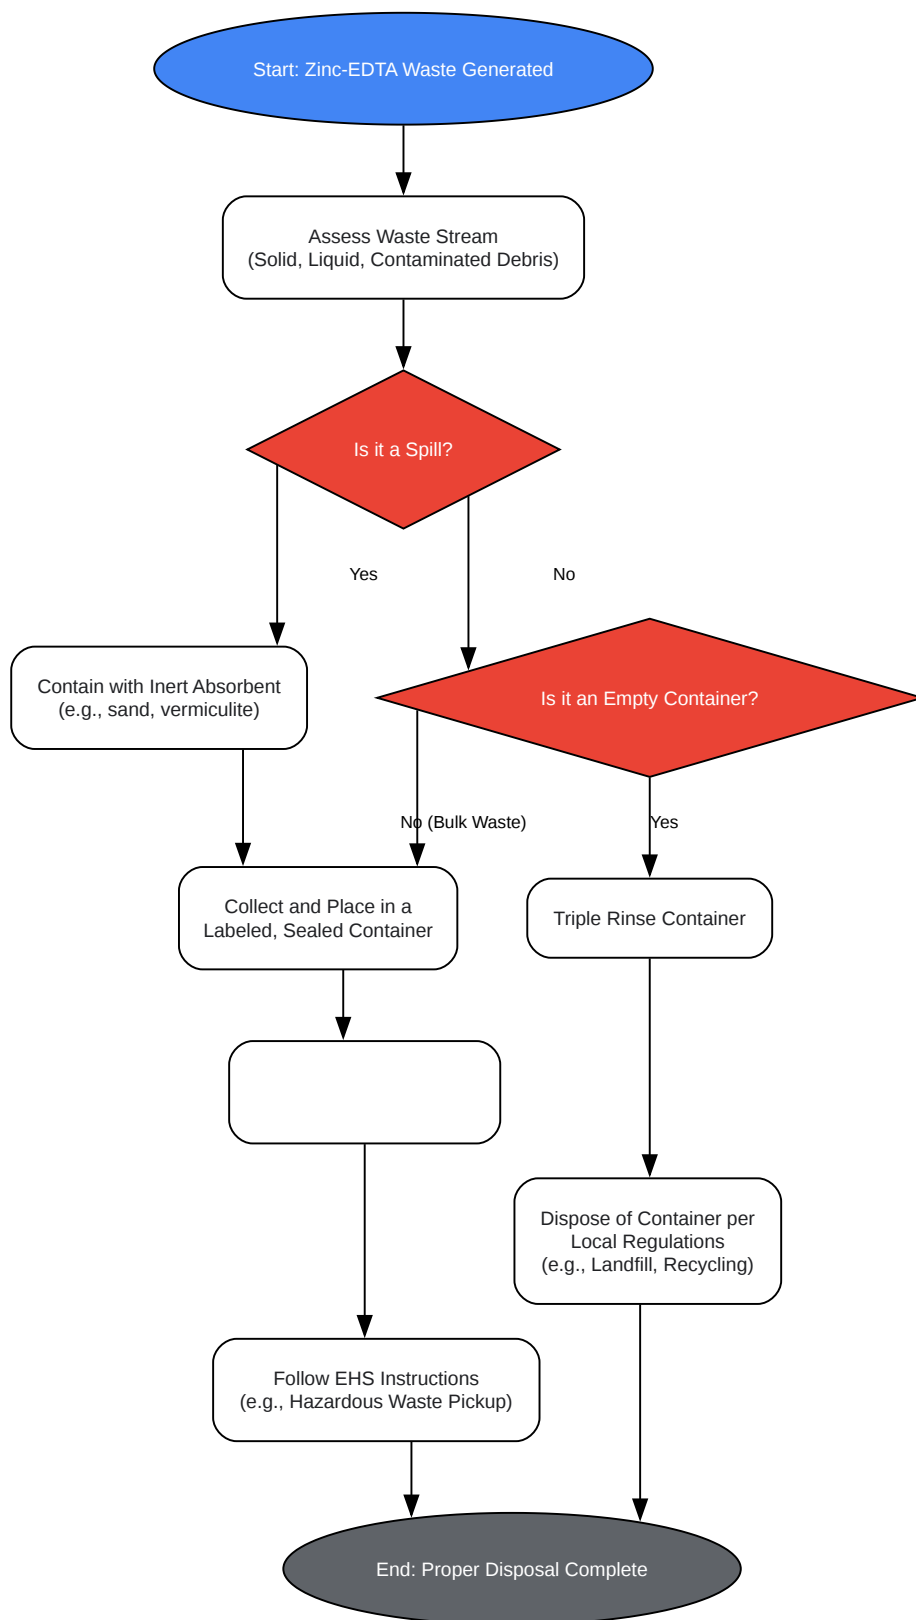 Start: Zinc-EDTA Waste Generated
Assess Waste Stream
(Solid, Liquid, Contaminated Debris)
Is it a Spill?
Yes
No
Contain with Inert Absorbent
(e.g., sand, vermiculite)
Is it an Empty Container?
No (Bulk Waste)
Yes
Collect and Place in a
Labeled, Sealed Container
Triple Rinse Container
Dispose of Container per
Local Regulations
(e.g., Landfill, Recycling)
Follow EHS Instructions
(e.g., Hazardous Waste Pickup)
End: Proper Disposal Complete